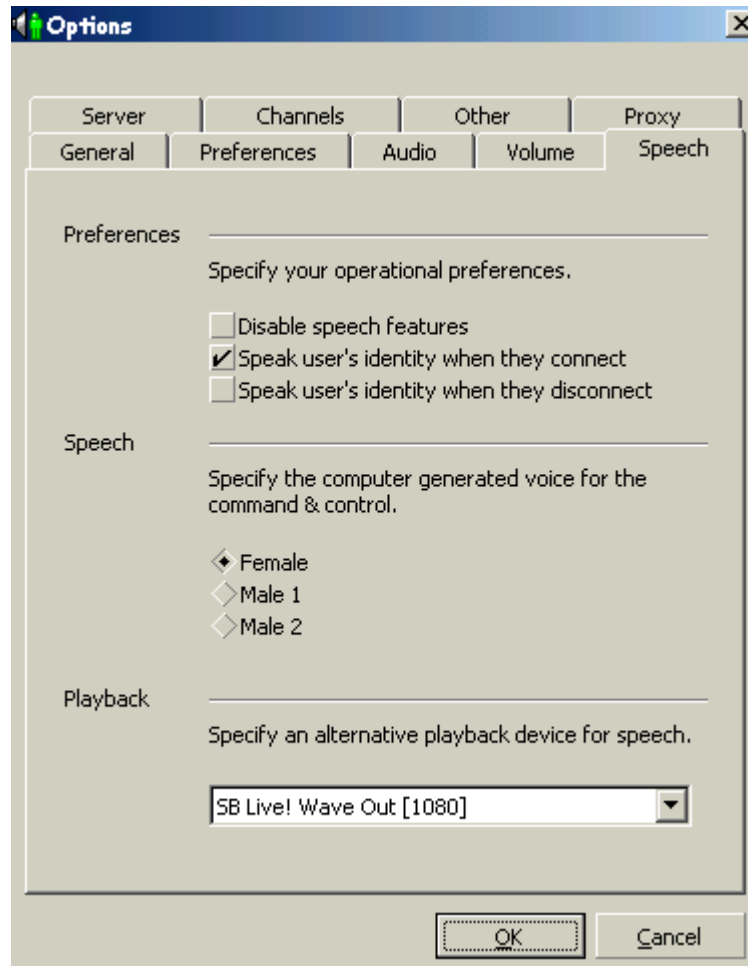 Options
Server Channels Other Proxy
General Preferences Audio Volume Speech
Preferences
Specify your operational preferences.
Disable speech features
Speak user's identity when they connect
Speak user's identity when they disconnect
Speech
Specify the computer generated voice for the
command & control.
Female
Male 1
Male 2
Playback
Specify an alternative playback device for speech.
SB Live! Wave Out [1080]
OK Cancel